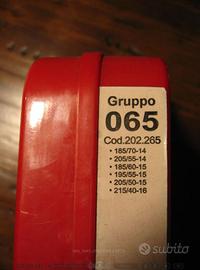 Gruppo
065
Cod.202.265
• 185/70-14
• 205/55-14
• 185/60-15
• 195/55-15
• 205/50-15
• 215/40-16
subito